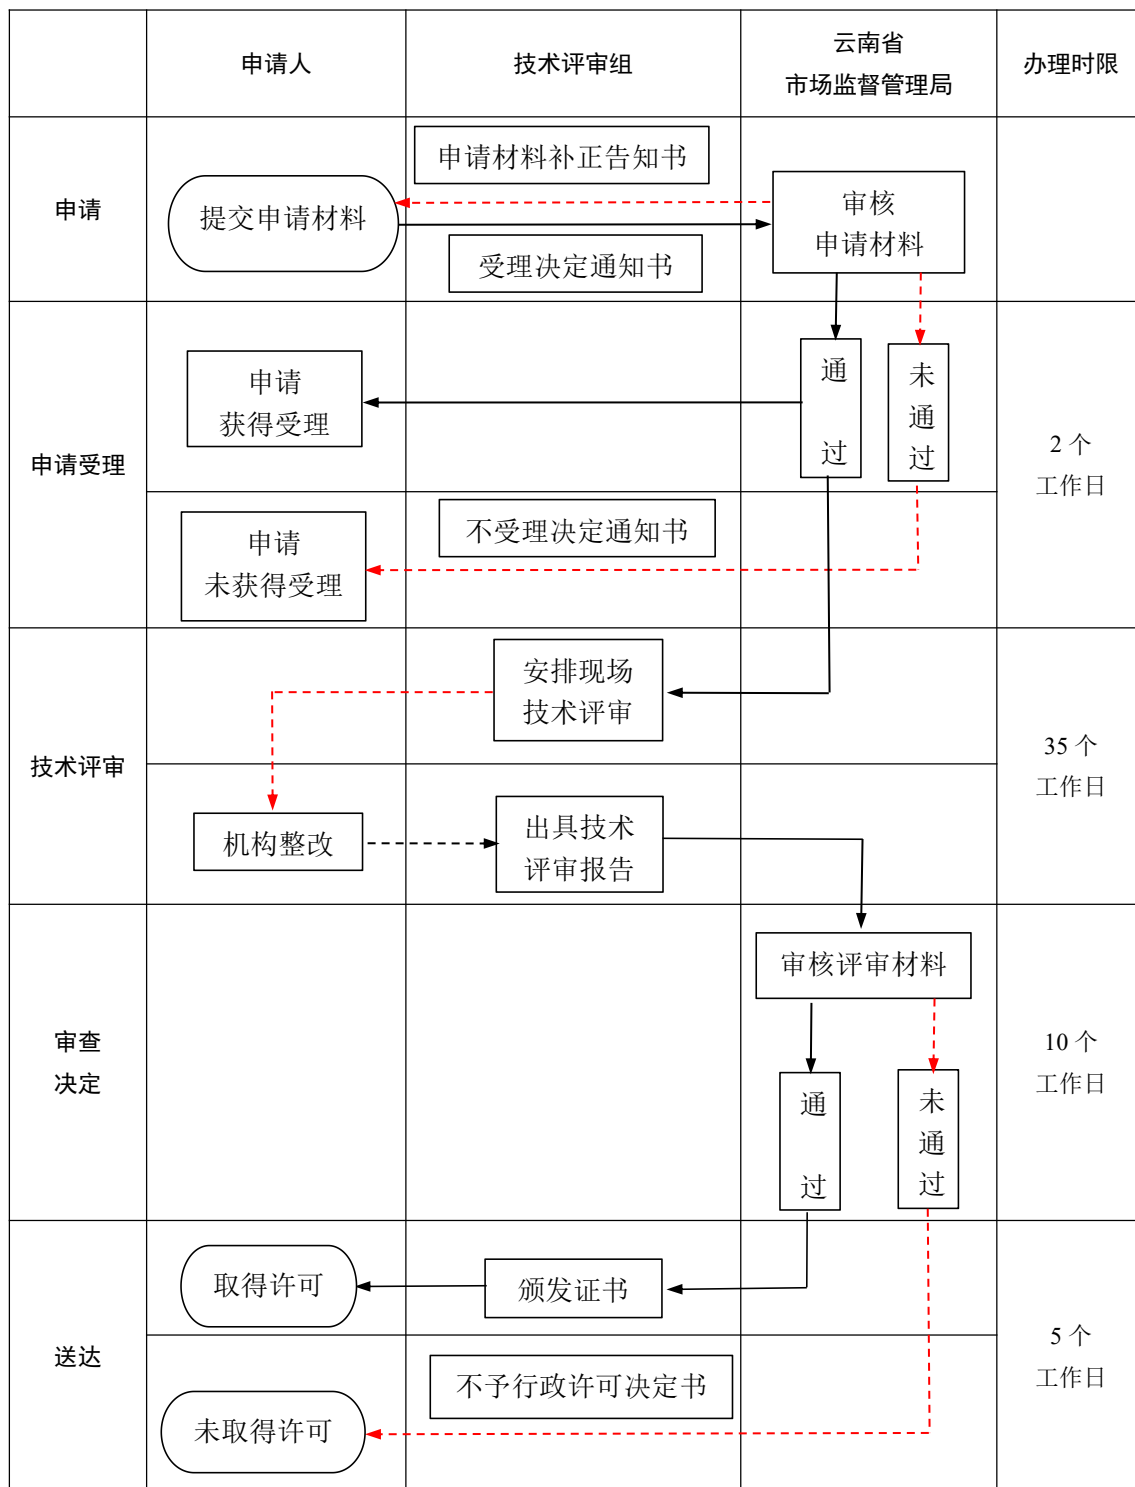 申请人
技术评审组
云南省
市场监督管理局
办理时限
申请
提交申请材料
申请材料补正告知书
受理决定通知书
审核
申请材料
申请受理
申请
获得受理
通
过
未
通
过
2 个
工作日
申请
未获得受理
不受理决定通知书
技术评审
安排现场
技术评审
35 个
工作日
机构整改
出具技术
评审报告
审查
决定
审核评审材料
通
过
未
通
过
10 个
工作日
送达
取得许可
颁发证书
5 个
工作日
未取得许可
不予行政许可决定书